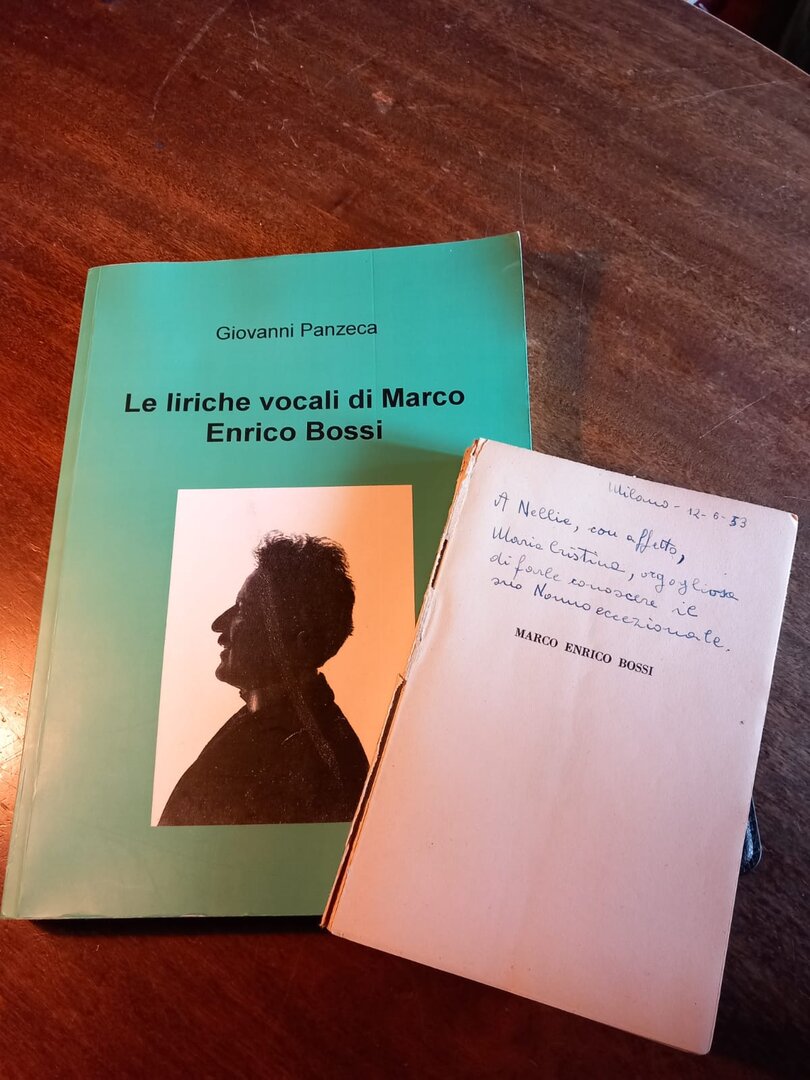 Giovanni Panzeca
Le liriche vocali di Marco
Enrico Bossi
Milano - 12-6-53
A Nellie, con affetto,
Maria Cristina, orgogliosa
di farle conoscere il
suo Nonno eccezionale.
MARCO ENRICO BOSSI